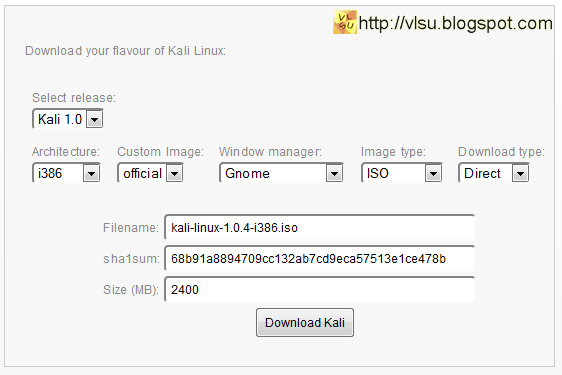 VLSU http://vlsu.blogspot.com
Download your flavour of Kali Linux:
Select release:
Kali 1.0
Architecture: Custom Image: Window manager: Image type: Download type:
i386 official Gnome ISO Direct
Filename: kali-linux-1.0.4-i386.iso
sha1sum: 68b91a8894709cc132ab7cd9eca57513e1ce478b
Size (MB): 2400
Download Kali